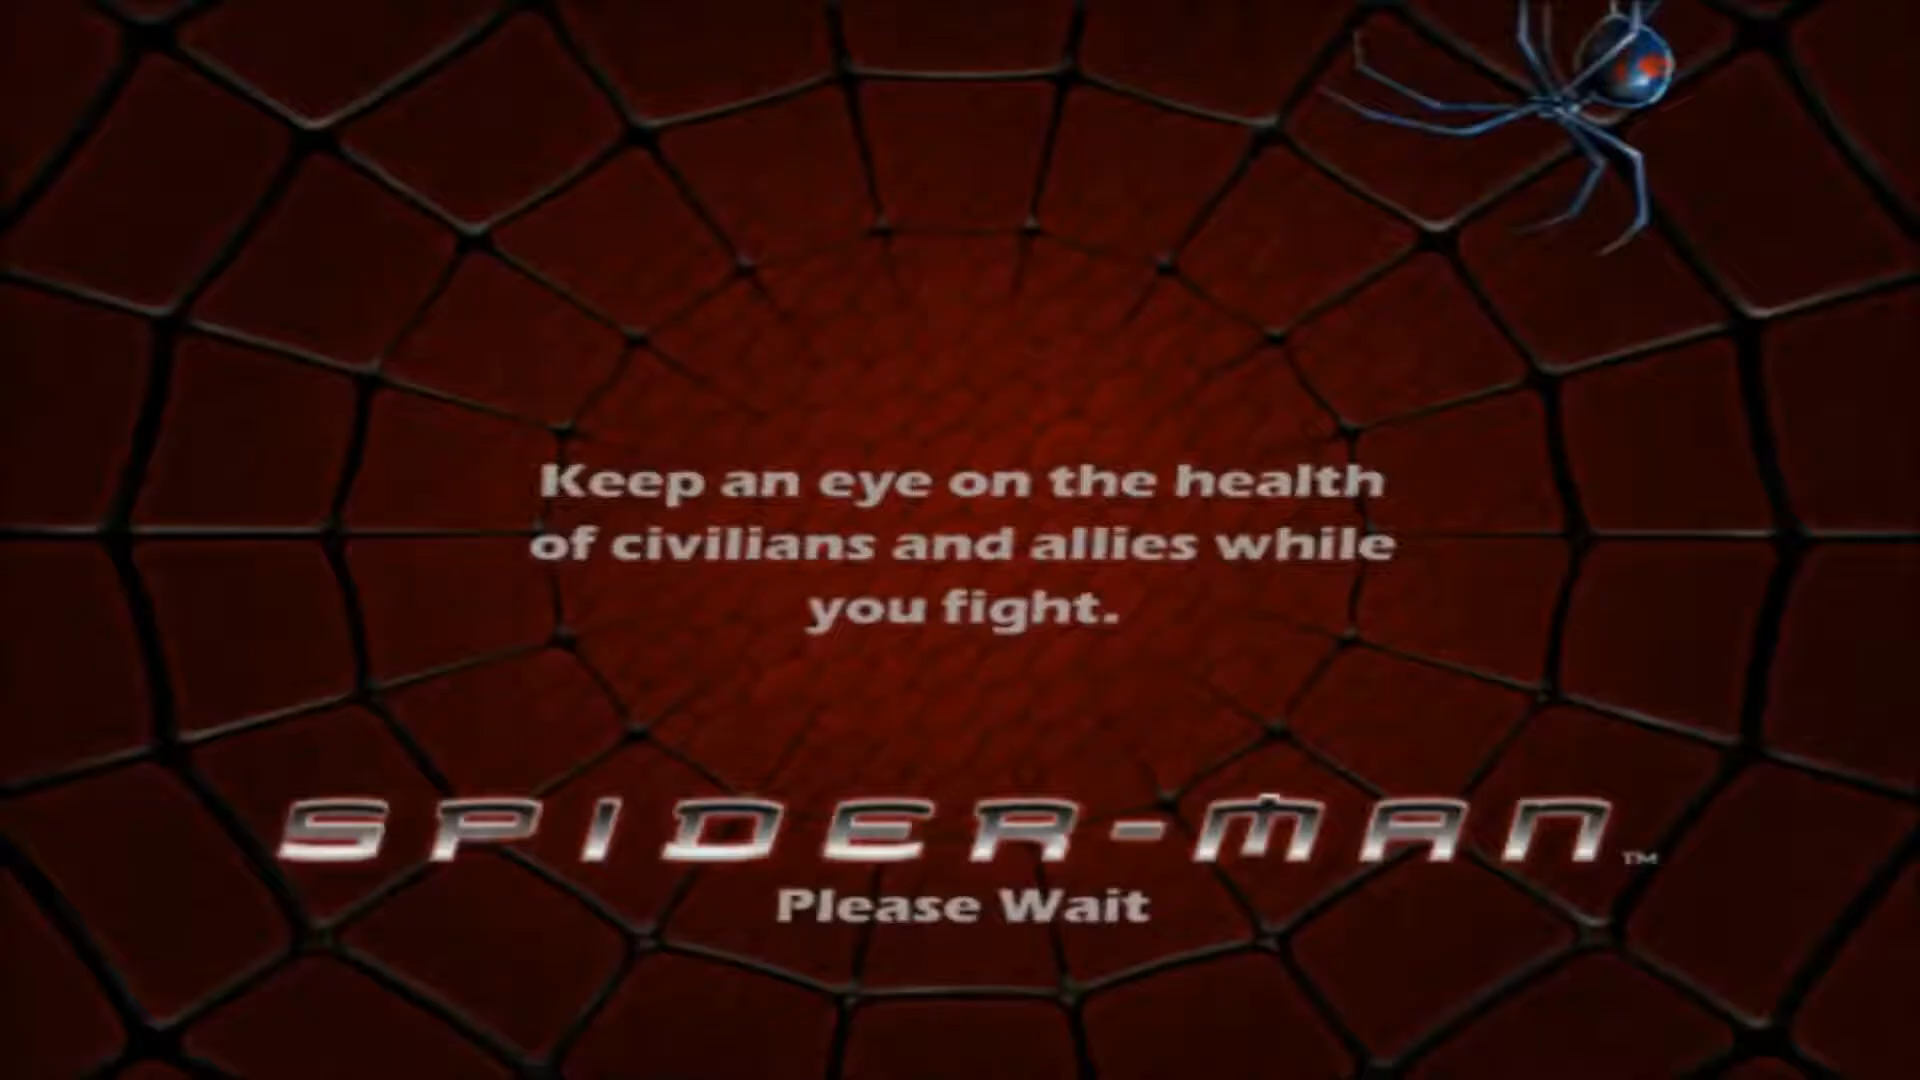 Keep an eye on the health
of civilians and allies while
you fight.
SPIDER-MAN™
Please Wait